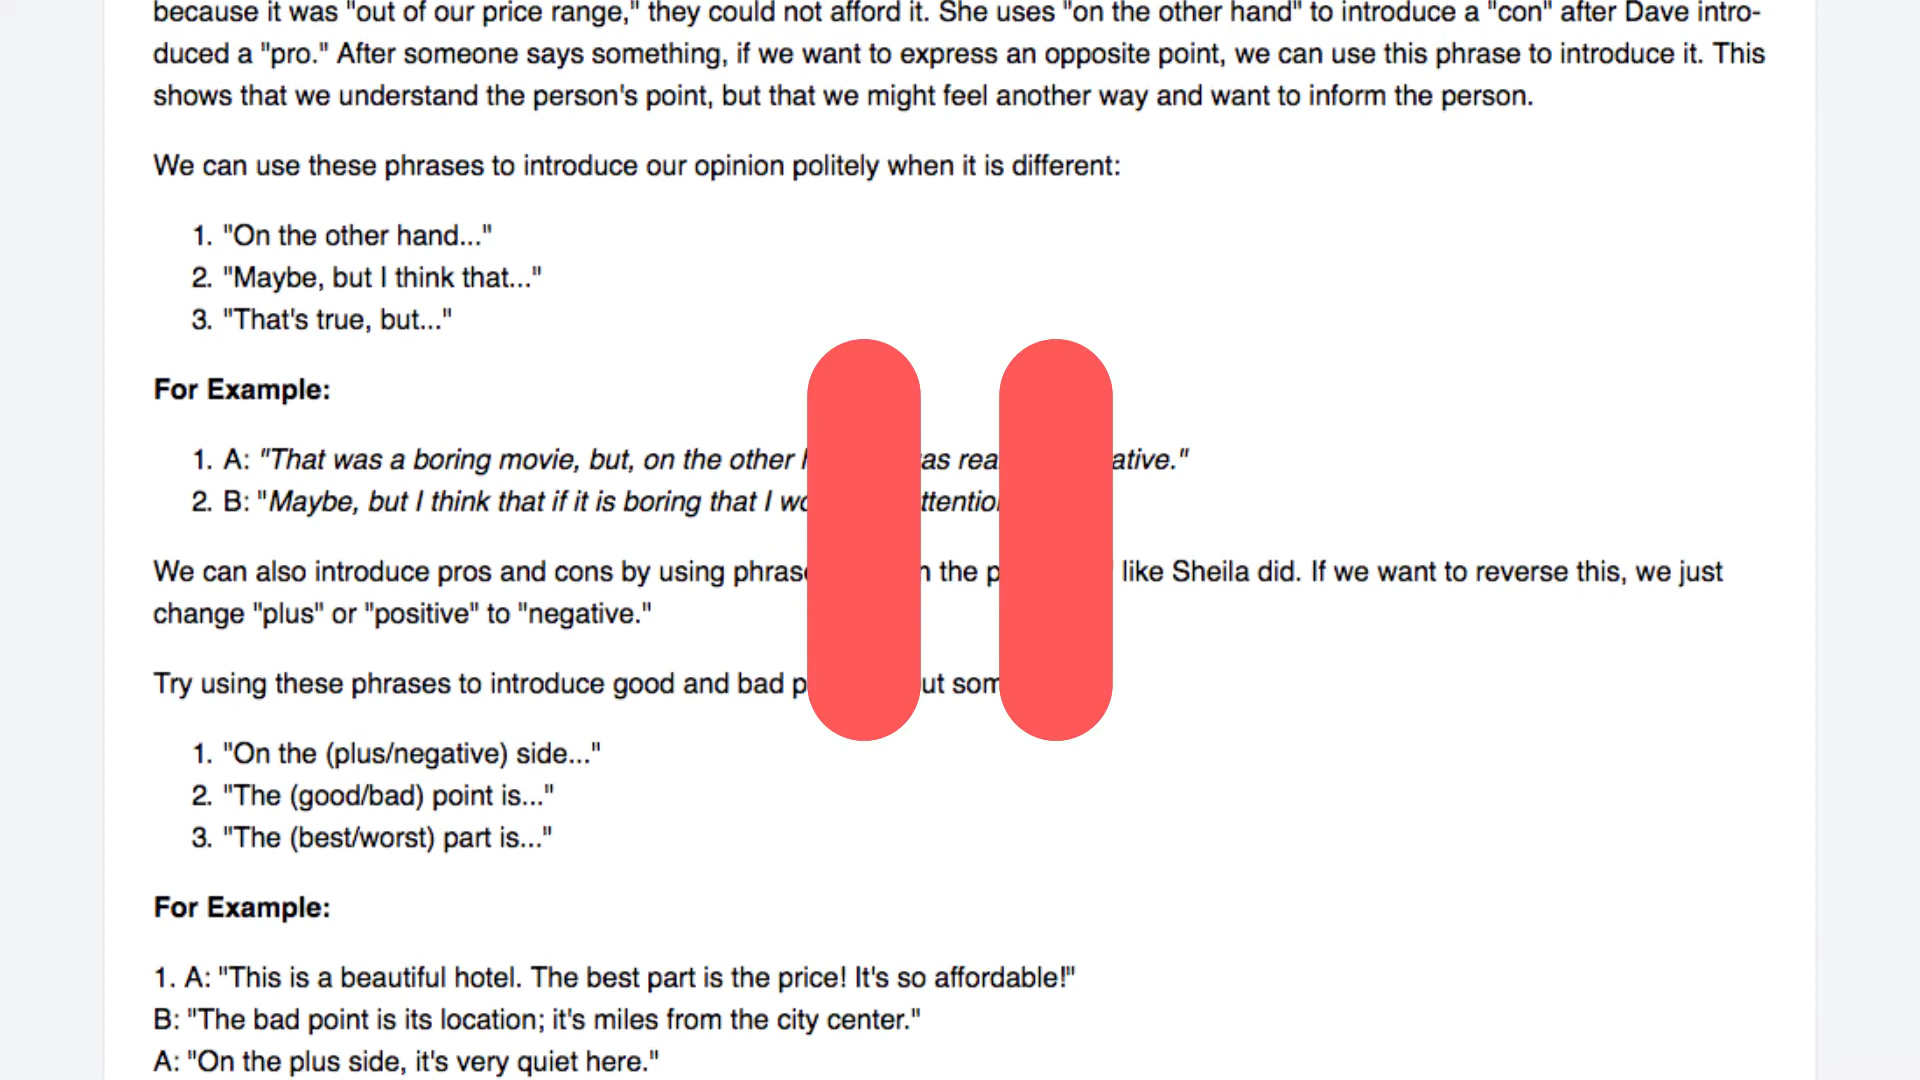 because it was "out of our price range," they could not afford it. She uses "on the other hand" to introduce a "con" after Dave intro-
duced a "pro." After someone says something, if we want to express an opposite point, we can use this phrase to introduce it. This
shows that we understand the person's point, but that we might feel another way and want to inform the person.
We can use these phrases to introduce our opinion politely when it is different:
1. "On the other hand..."
2. "Maybe, but I think that..."
3. "That's true, but..."
For Example:
1. A: "That was a boring movie, but, on the other
2. B: "Maybe, but I think that if it is boring that I
We can also introduce pros and cons by using the like Sheila did. If we want to reverse this, we just
change "plus" or "positive" to "negative."
Try using these phrases to introduce good and bad
1. "On the (plus/negative) side..."
2. "The (good/bad) point is..."
3. "The (best/worst) part is..."
For Example:
1. A: "This is a beautiful hotel. The best part is the price! It's so affordable!"
B: "The bad point is its location; it's miles from the city center."
A: "On the plus side, it's very quiet here."